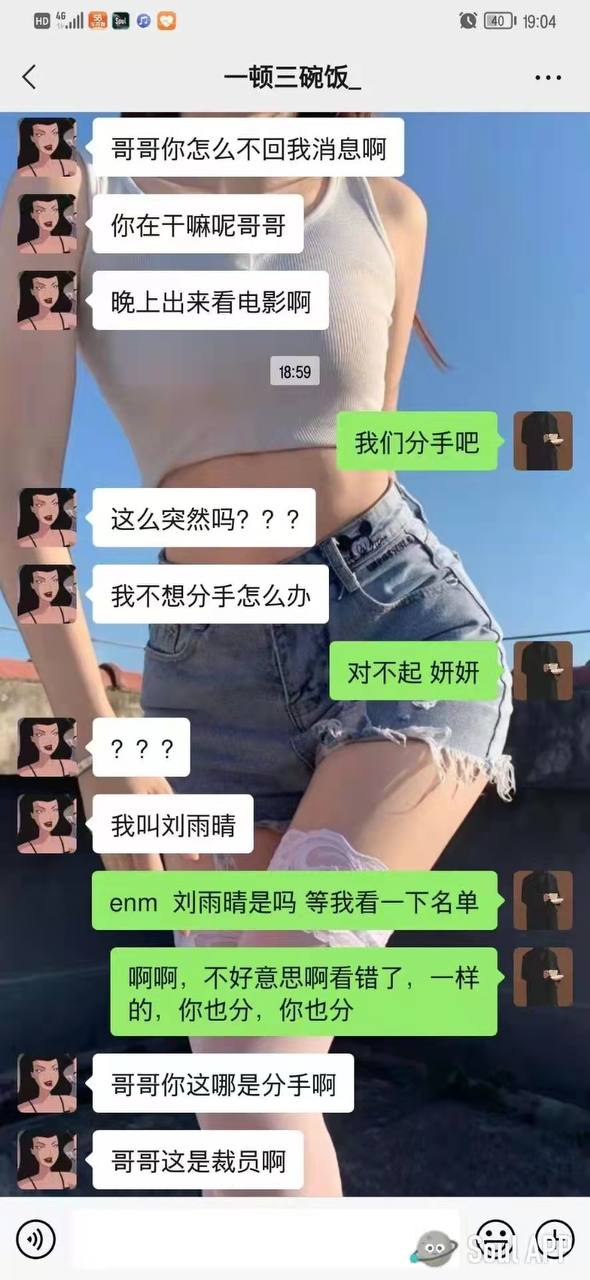 HD 4G 58 Soul 40 19:04
一顿三碗饭_
哥哥你怎么不回我消息啊
你在干嘛呢哥哥
晚上出来看电影啊
18:59
我们分手吧
这么突然吗？？？
我不想分手怎么办
对不起 妍妍
？？？
我叫刘雨晴
enm 刘雨晴是吗 等我看一下名单
啊啊，不好意思啊看错了，一样
的，你也分，你也分
哥哥你这哪是分手啊
哥哥这是裁员啊
Soul APP